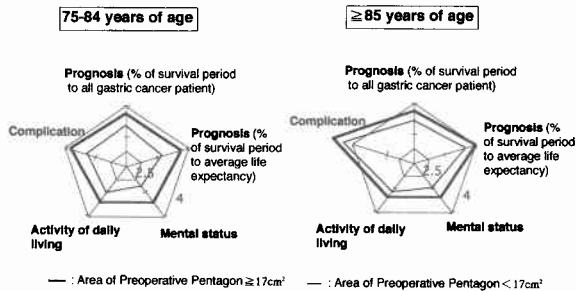 75-84 years of age
≧85 years of age
Prognosis (% of survival period
to all gastric cancer patient)
Complication
Prognosis (%
of survival period
to average life
expectancy)
2.5
4
Activity of daily
living
Mental status
Prognosis (% of survival period
to all gastric cancer patient)
Complication
Prognosis (%
of survival period
to average life
expectancy)
2.5
4
Activity of daily
living
Mental status
— : Area of Preoperative Pentagon≧17cm²
— : Area of Preoperative Pentagon<17cm²